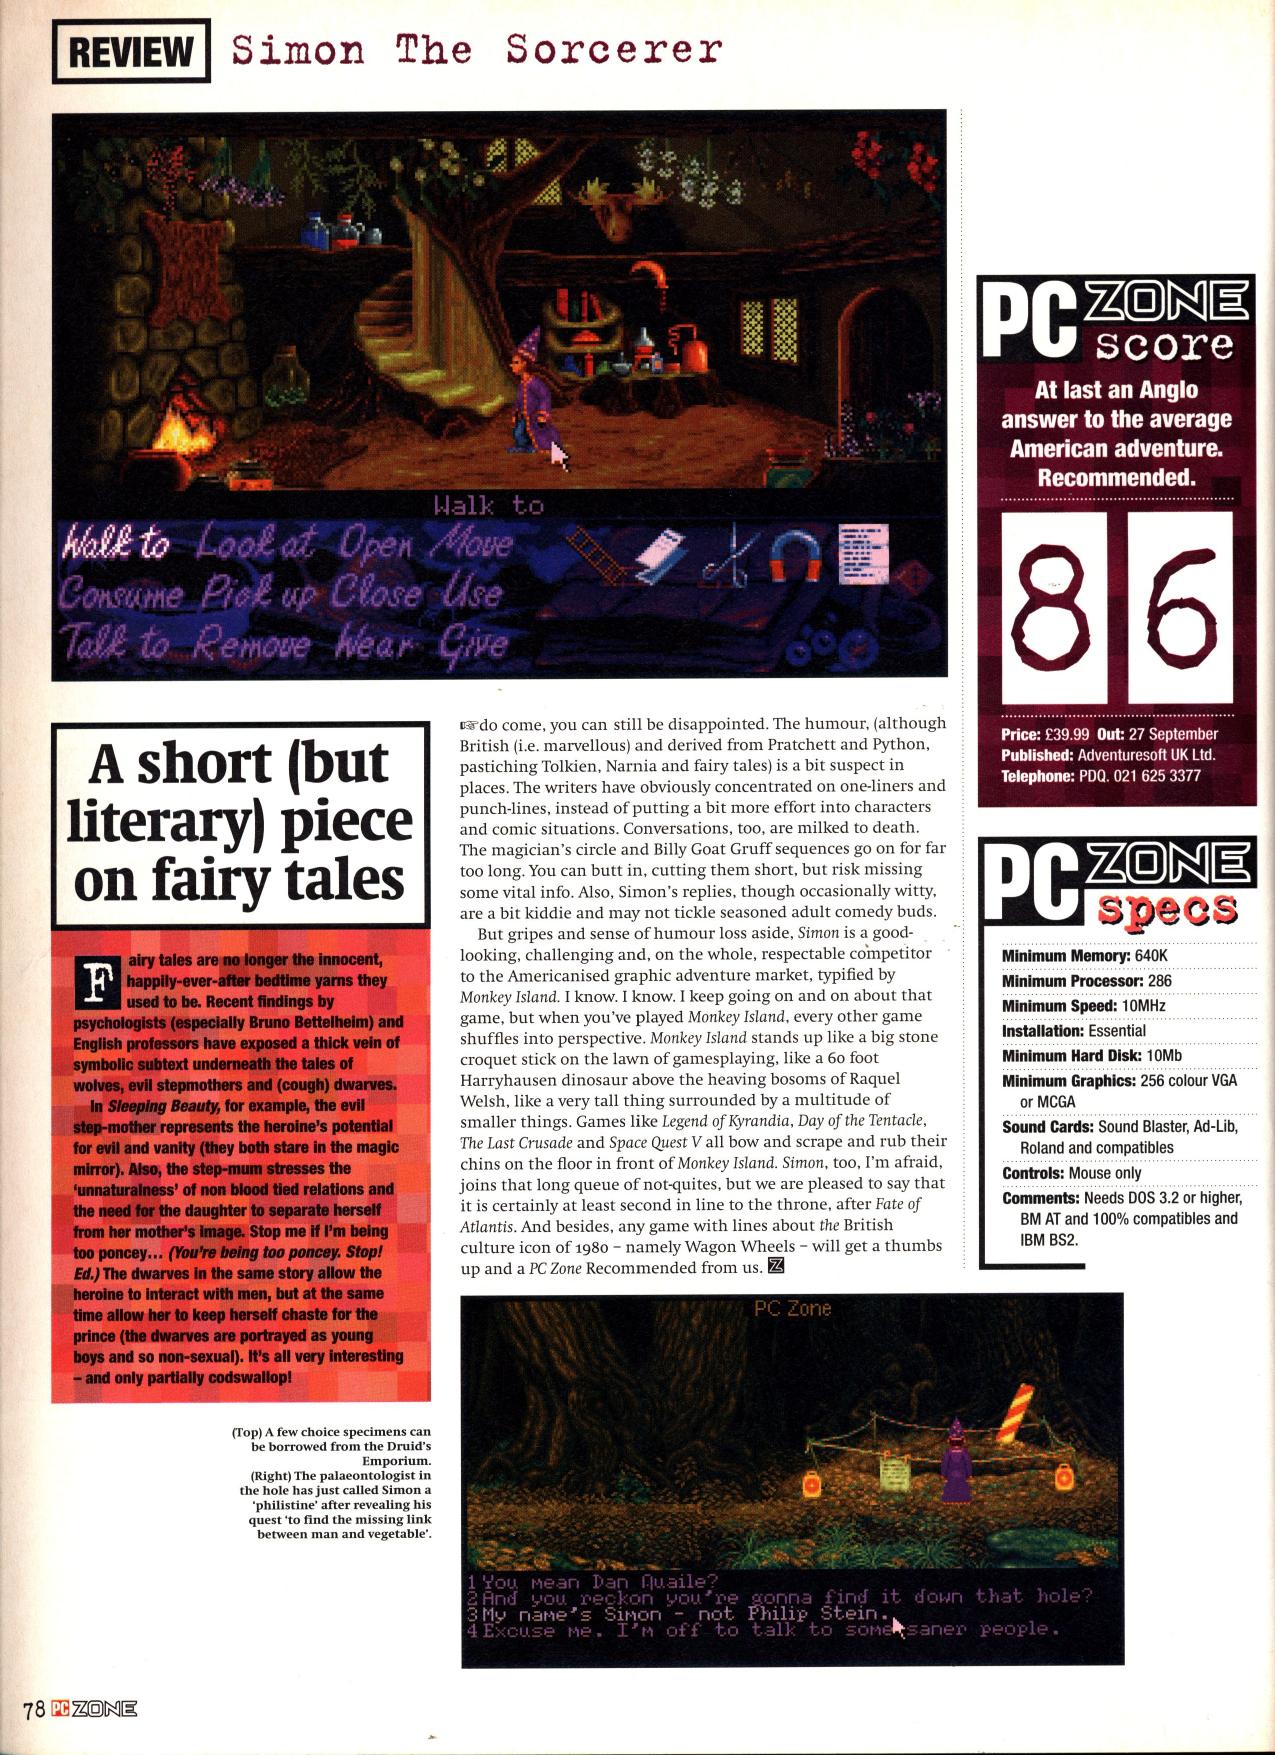 REVIEW Simon The Sorcerer
Walk to
Walk to Look at Open Move
Consume Pick up Close Use
Talk to Remove Wear Give
A short (but
literary) piece
on fairy tales
Fairy tales are no longer the innocent,
happily-ever-after bedtime yarns they
used to be. Recent findings by
psychologists (especially Bruno Bettelheim) and
English professors have exposed a thick vein of
symbolic subtext underneath the tales of
wolves, evil stepmothers and (cough) dwarves.
In Sleeping Beauty, for example, the evil
step-mother represents the heroine's potential
for evil and vanity (they both stare in the magic
mirror). Also, the step-mum stresses the
'unnaturalness' of non blood tied relations and
the need for the daughter to separate herself
from her mother's image. Stop me if I'm being
too poncey... (You're being too poncey. Stop!
Ed.) The dwarves in the same story allow the
heroine to interact with men, but at the same
time allow her to keep herself chaste for the
prince (the dwarves are portrayed as young
boys and so non-sexual). It's all very interesting
– and only partially codswallop!
(Top) A few choice specimens can
be borrowed from the Druid's
Emporium.
(Right) The palaeontologist in
the hole has just called Simon a
'philistine' after revealing his
quest 'to find the missing link
between man and vegetable'.
☞do come, you can still be disappointed. The humour, (although
British (i.e. marvellous) and derived from Pratchett and Python,
pastiching Tolkien, Narnia and fairy tales) is a bit suspect in
places. The writers have obviously concentrated on one-liners and
punch-lines, instead of putting a bit more effort into characters
and comic situations. Conversations, too, are milked to death.
The magician's circle and Billy Goat Gruff sequences go on for far
too long. You can butt in, cutting them short, but risk missing
some vital info. Also, Simon's replies, though occasionally witty,
are a bit kiddie and may not tickle seasoned adult comedy buds.
But gripes and sense of humour loss aside, Simon is a good-
looking, challenging and, on the whole, respectable competitor
to the Americanised graphic adventure market, typified by
Monkey Island. I know. I know. I keep going on and on about that
game, but when you've played Monkey Island, every other game
shuffles into perspective. Monkey Island stands up like a big stone
croquet stick on the lawn of gamesplaying, like a 60 foot
Harryhausen dinosaur above the heaving bosoms of Raquel
Welsh, like a very tall thing surrounded by a multitude of
smaller things. Games like Legend of Kyrandia, Day of the Tentacle,
The Last Crusade and Space Quest V all bow and scrape and rub their
chins on the floor in front of Monkey Island. Simon, too, I'm afraid,
joins that long queue of not-quites, but we are pleased to say that
it is certainly at least second in line to the throne, after Fate of
Atlantis. And besides, any game with lines about the British
culture icon of 1980 – namely Wagon Wheels – will get a thumbs
up and a PC Zone Recommended from us. Z
PC Zone
1 You mean Dan Quaile?
2 And you reckon you're gonna find it down that hole?
3 My name's Simon - not Philip Stein.
4 Excuse me. I'm off to talk to some saner people.
PC ZONE
score
At last an Anglo
answer to the average
American adventure.
Recommended.
86
Price: £39.99 Out: 27 September
Published: Adventuresoft UK Ltd.
Telephone: PDQ. 021 625 3377
PC ZONE
specs
Minimum Memory: 640K
Minimum Processor: 286
Minimum Speed: 10MHz
Installation: Essential
Minimum Hard Disk: 10Mb
Minimum Graphics: 256 colour VGA
or MCGA
Sound Cards: Sound Blaster, Ad-Lib,
Roland and compatibles
Controls: Mouse only
Comments: Needs DOS 3.2 or higher,
BM AT and 100% compatibles and
IBM BS2.
78 PC ZONE